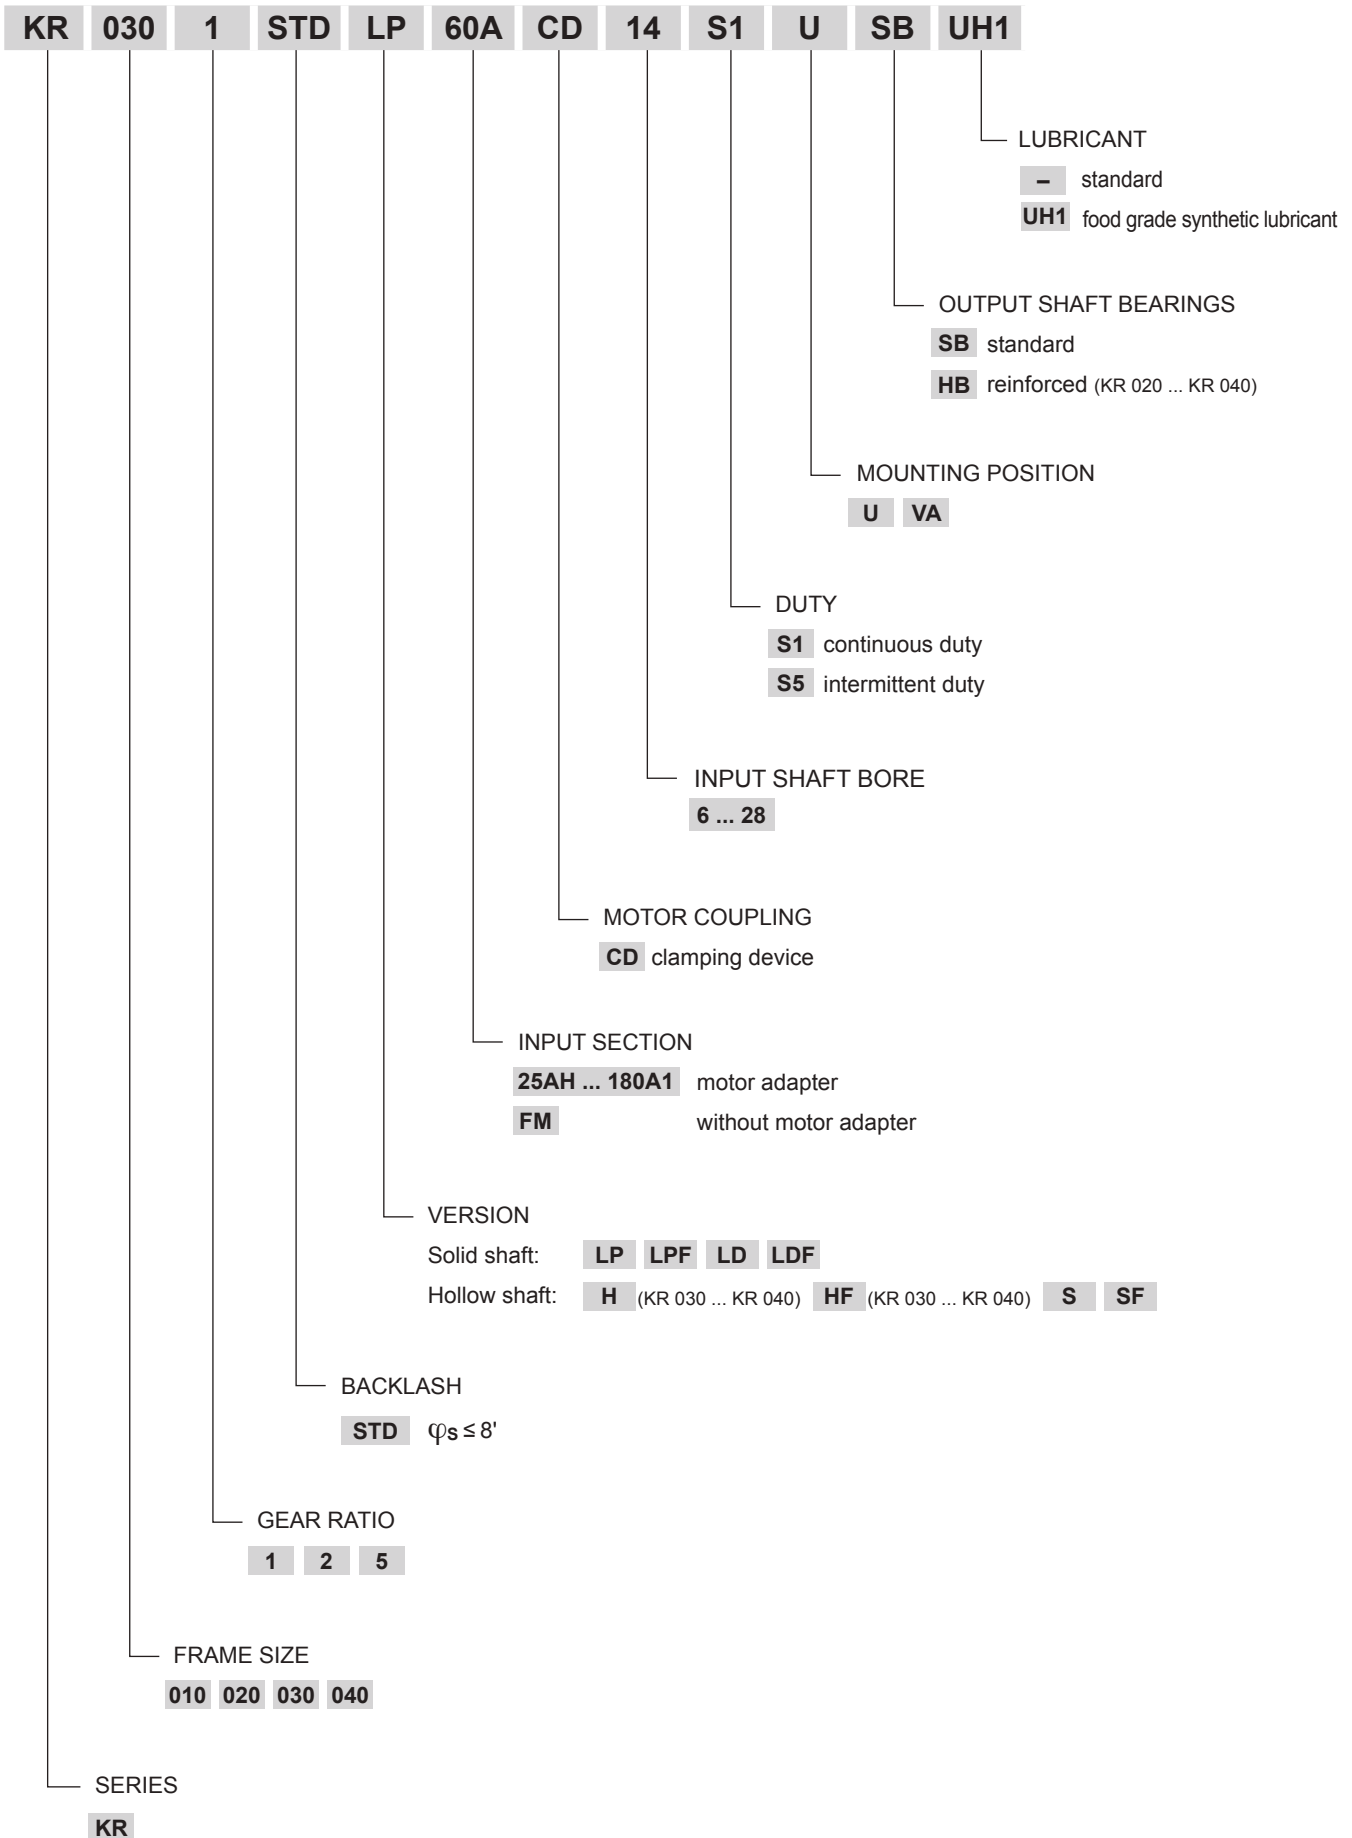 KR 030 1 STD LP 60A CD 14 S1 U SB UH1
LUBRICANT
– standard
UH1 food grade synthetic lubricant
OUTPUT SHAFT BEARINGS
SB standard
HB reinforced (KR 020 ... KR 040)
MOUNTING POSITION
U VA
DUTY
S1 continuous duty
S5 intermittent duty
INPUT SHAFT BORE
6 ... 28
MOTOR COUPLING
CD clamping device
INPUT SECTION
25AH ... 180A1 motor adapter
FM without motor adapter
VERSION
Solid shaft: LP LPF LD LDF
Hollow shaft: H (KR 030 ... KR 040) HF (KR 030 ... KR 040) S SF
BACKLASH
STD φs ≤ 8'
GEAR RATIO
1 2 5
FRAME SIZE
010 020 030 040
SERIES
KR